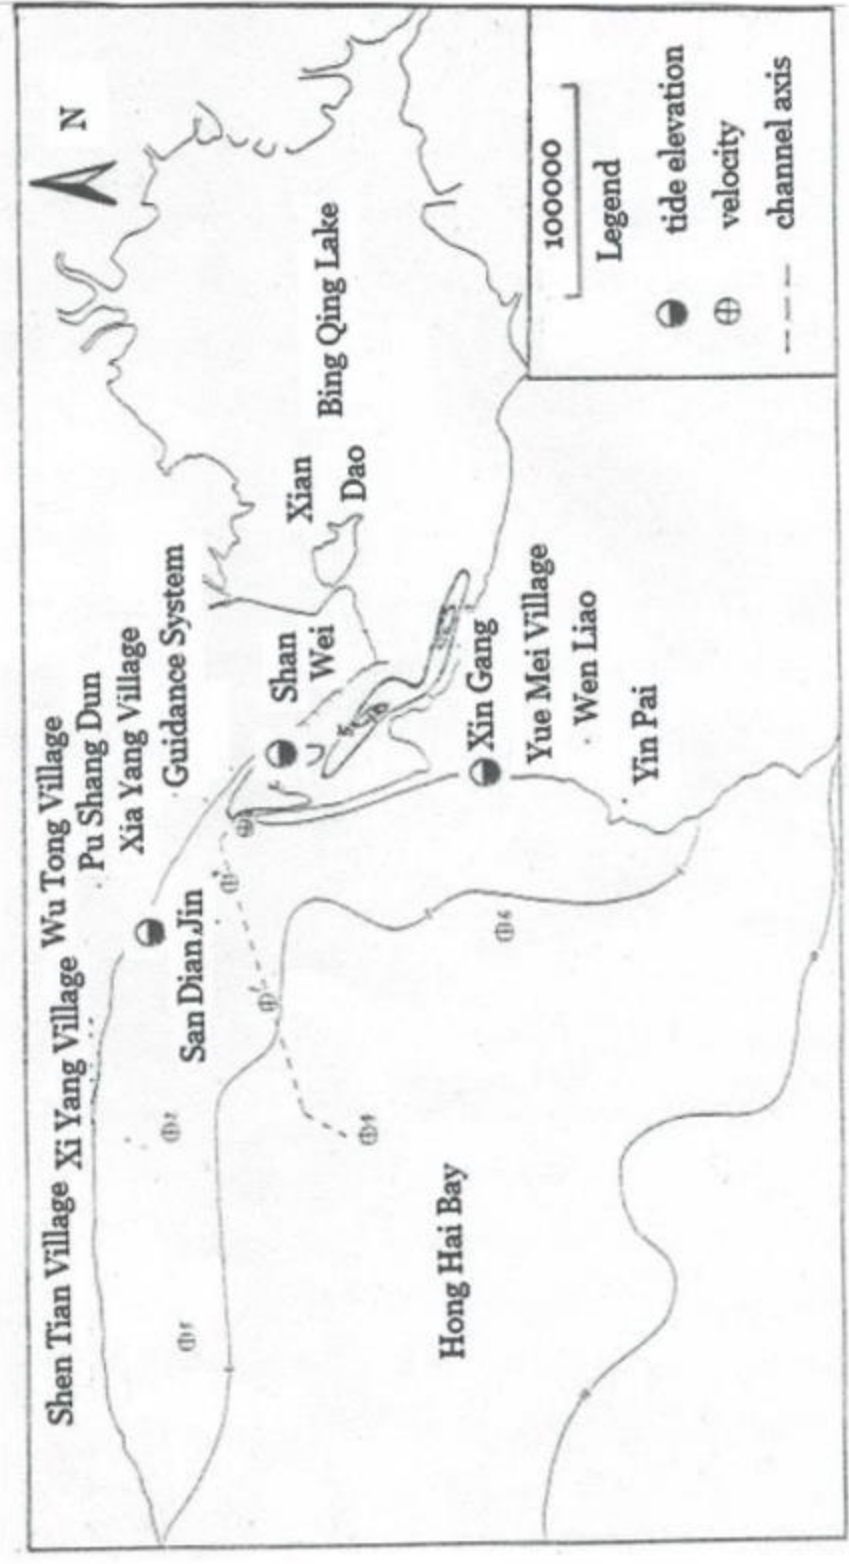 N
Shen Tian Village
Xi Yang Village
Wu Tong Village
Pu Shang Dun
Xia Yang Village
Guidance System
San Dian Jin
Shan
Wei
Xian
Dao
Bing Qing Lake
Xin Gang
Yue Mei Village
Wen Liao
Yin Pai
Hong Hai Bay
2
6
100000
Legend
tide elevation
velocity
channel axis